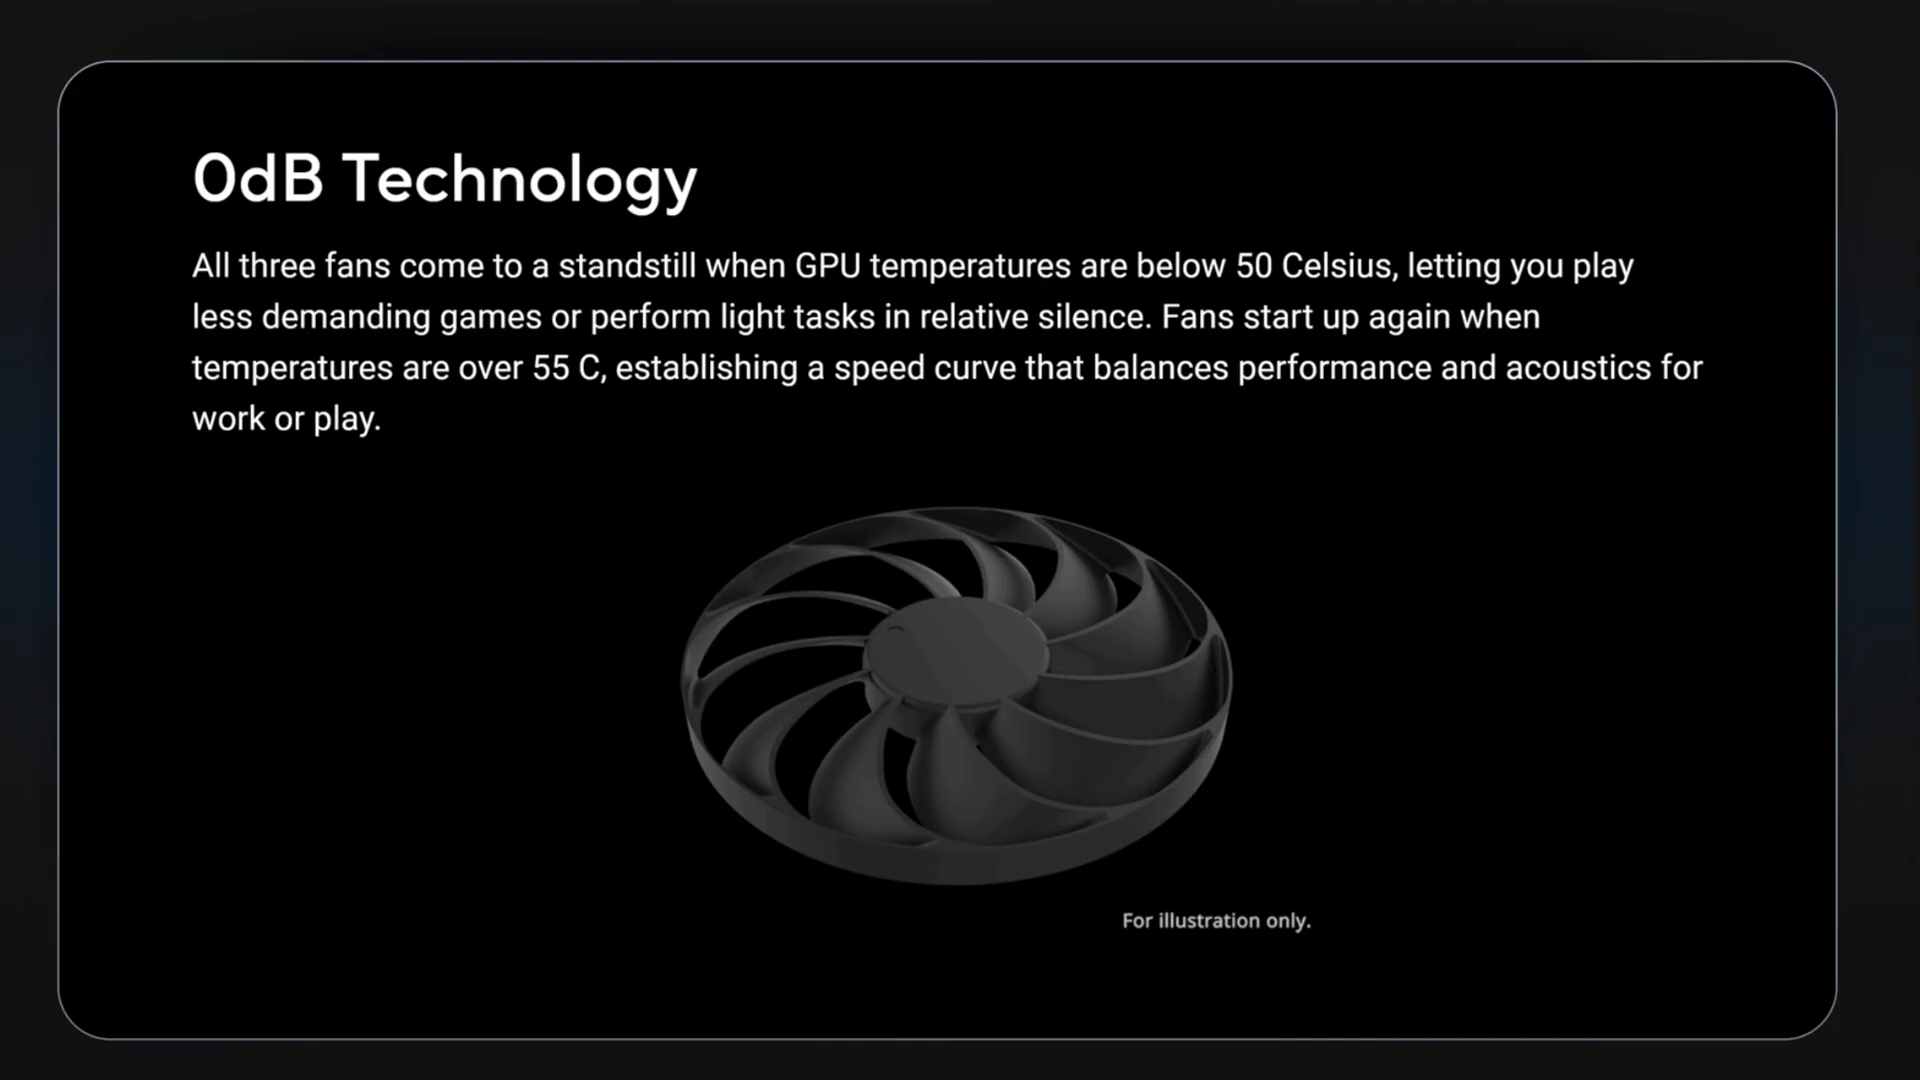 0dB Technology
All three fans come to a standstill when GPU temperatures are below 50 Celsius, letting you play
less demanding games or perform light tasks in relative silence. Fans start up again when
temperatures are over 55 C, establishing a speed curve that balances performance and acoustics for
work or play.
For illustration only.